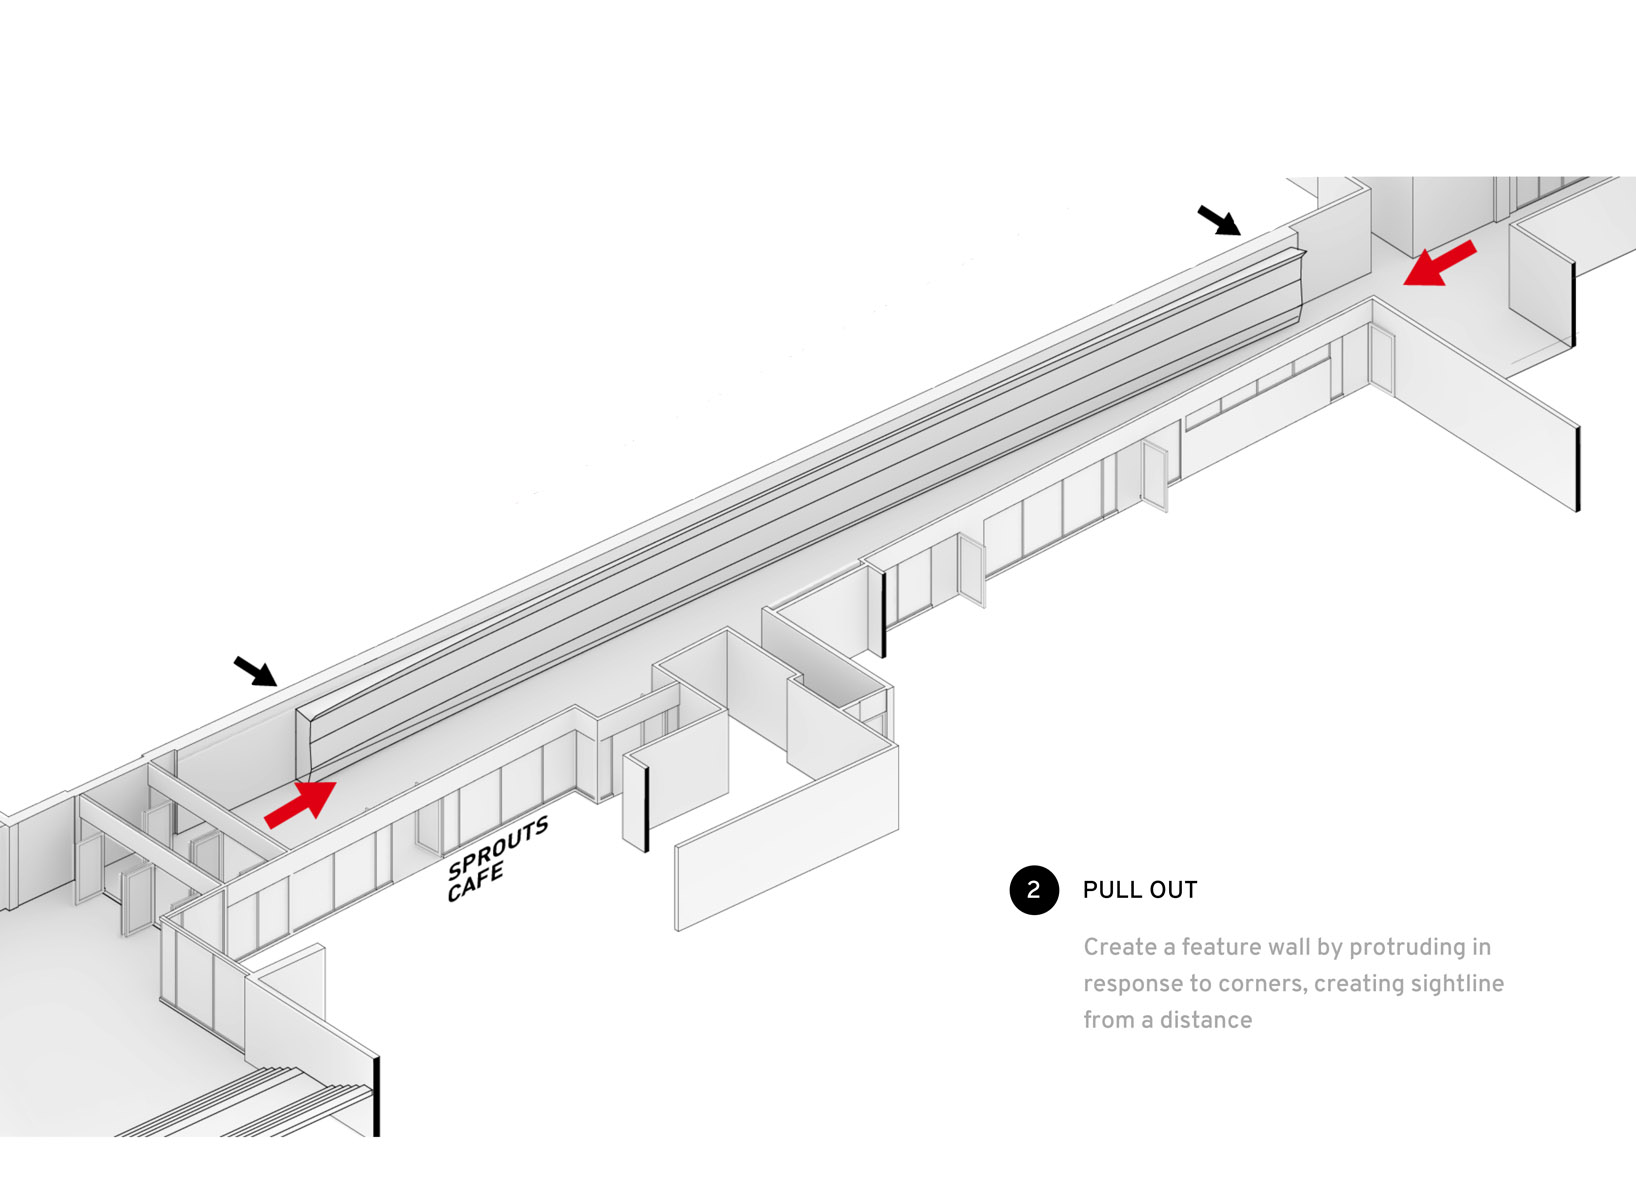 SPROUTS
CAFE
2 PULL OUT
Create a feature wall by protruding in
response to corners, creating sightline
from a distance